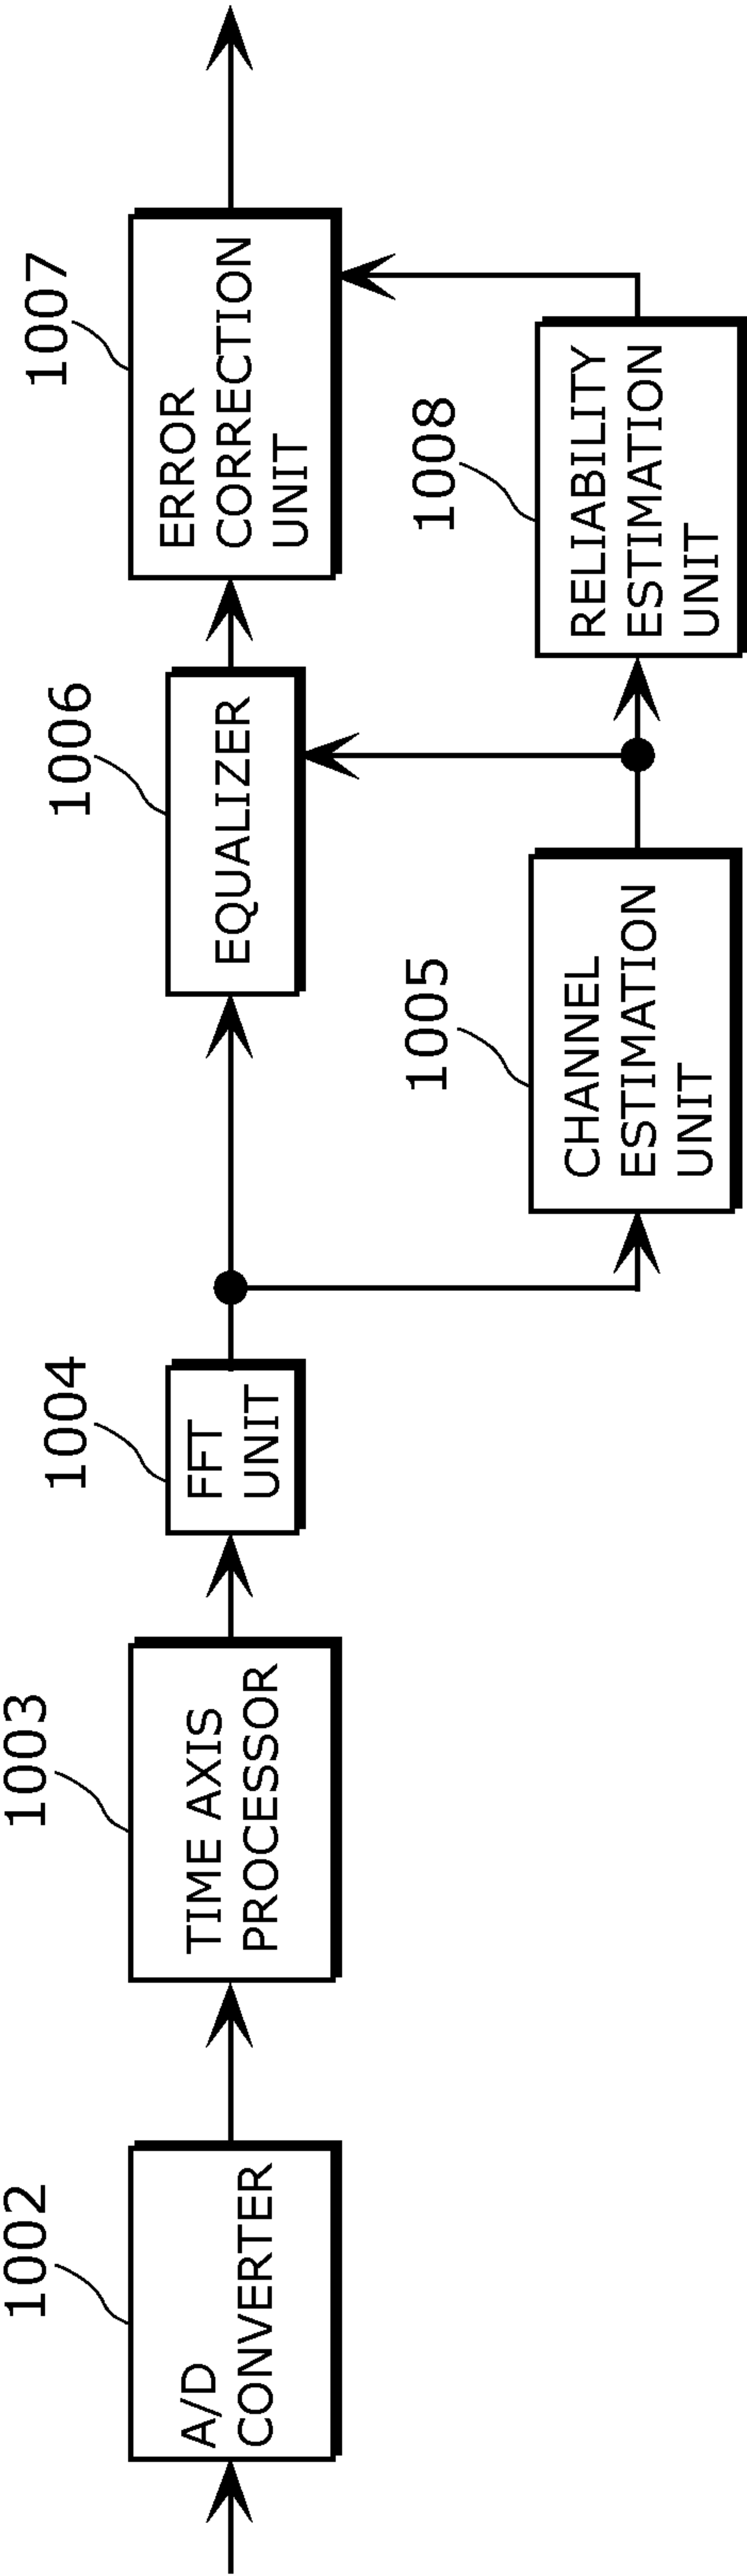 1002
A/D
CONVERTER
1003
TIME AXIS
PROCESSOR
1004
FFT
UNIT
1006
EQUALIZER
1007
ERROR
CORRECTION
UNIT
1005
CHANNEL
ESTIMATION
UNIT
1008
RELIABILITY
ESTIMATION
UNIT